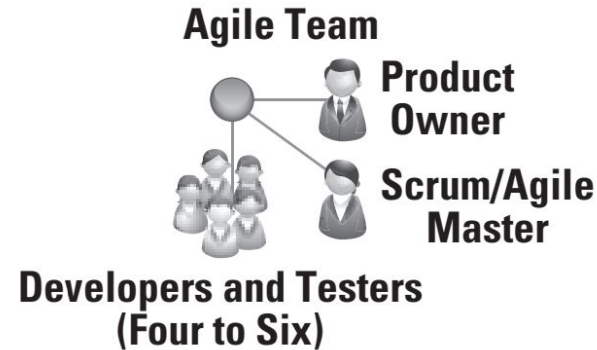 Agile Team
Product
Owner
Scrum/Agile
Master
Developers and Testers
(Four to Six)